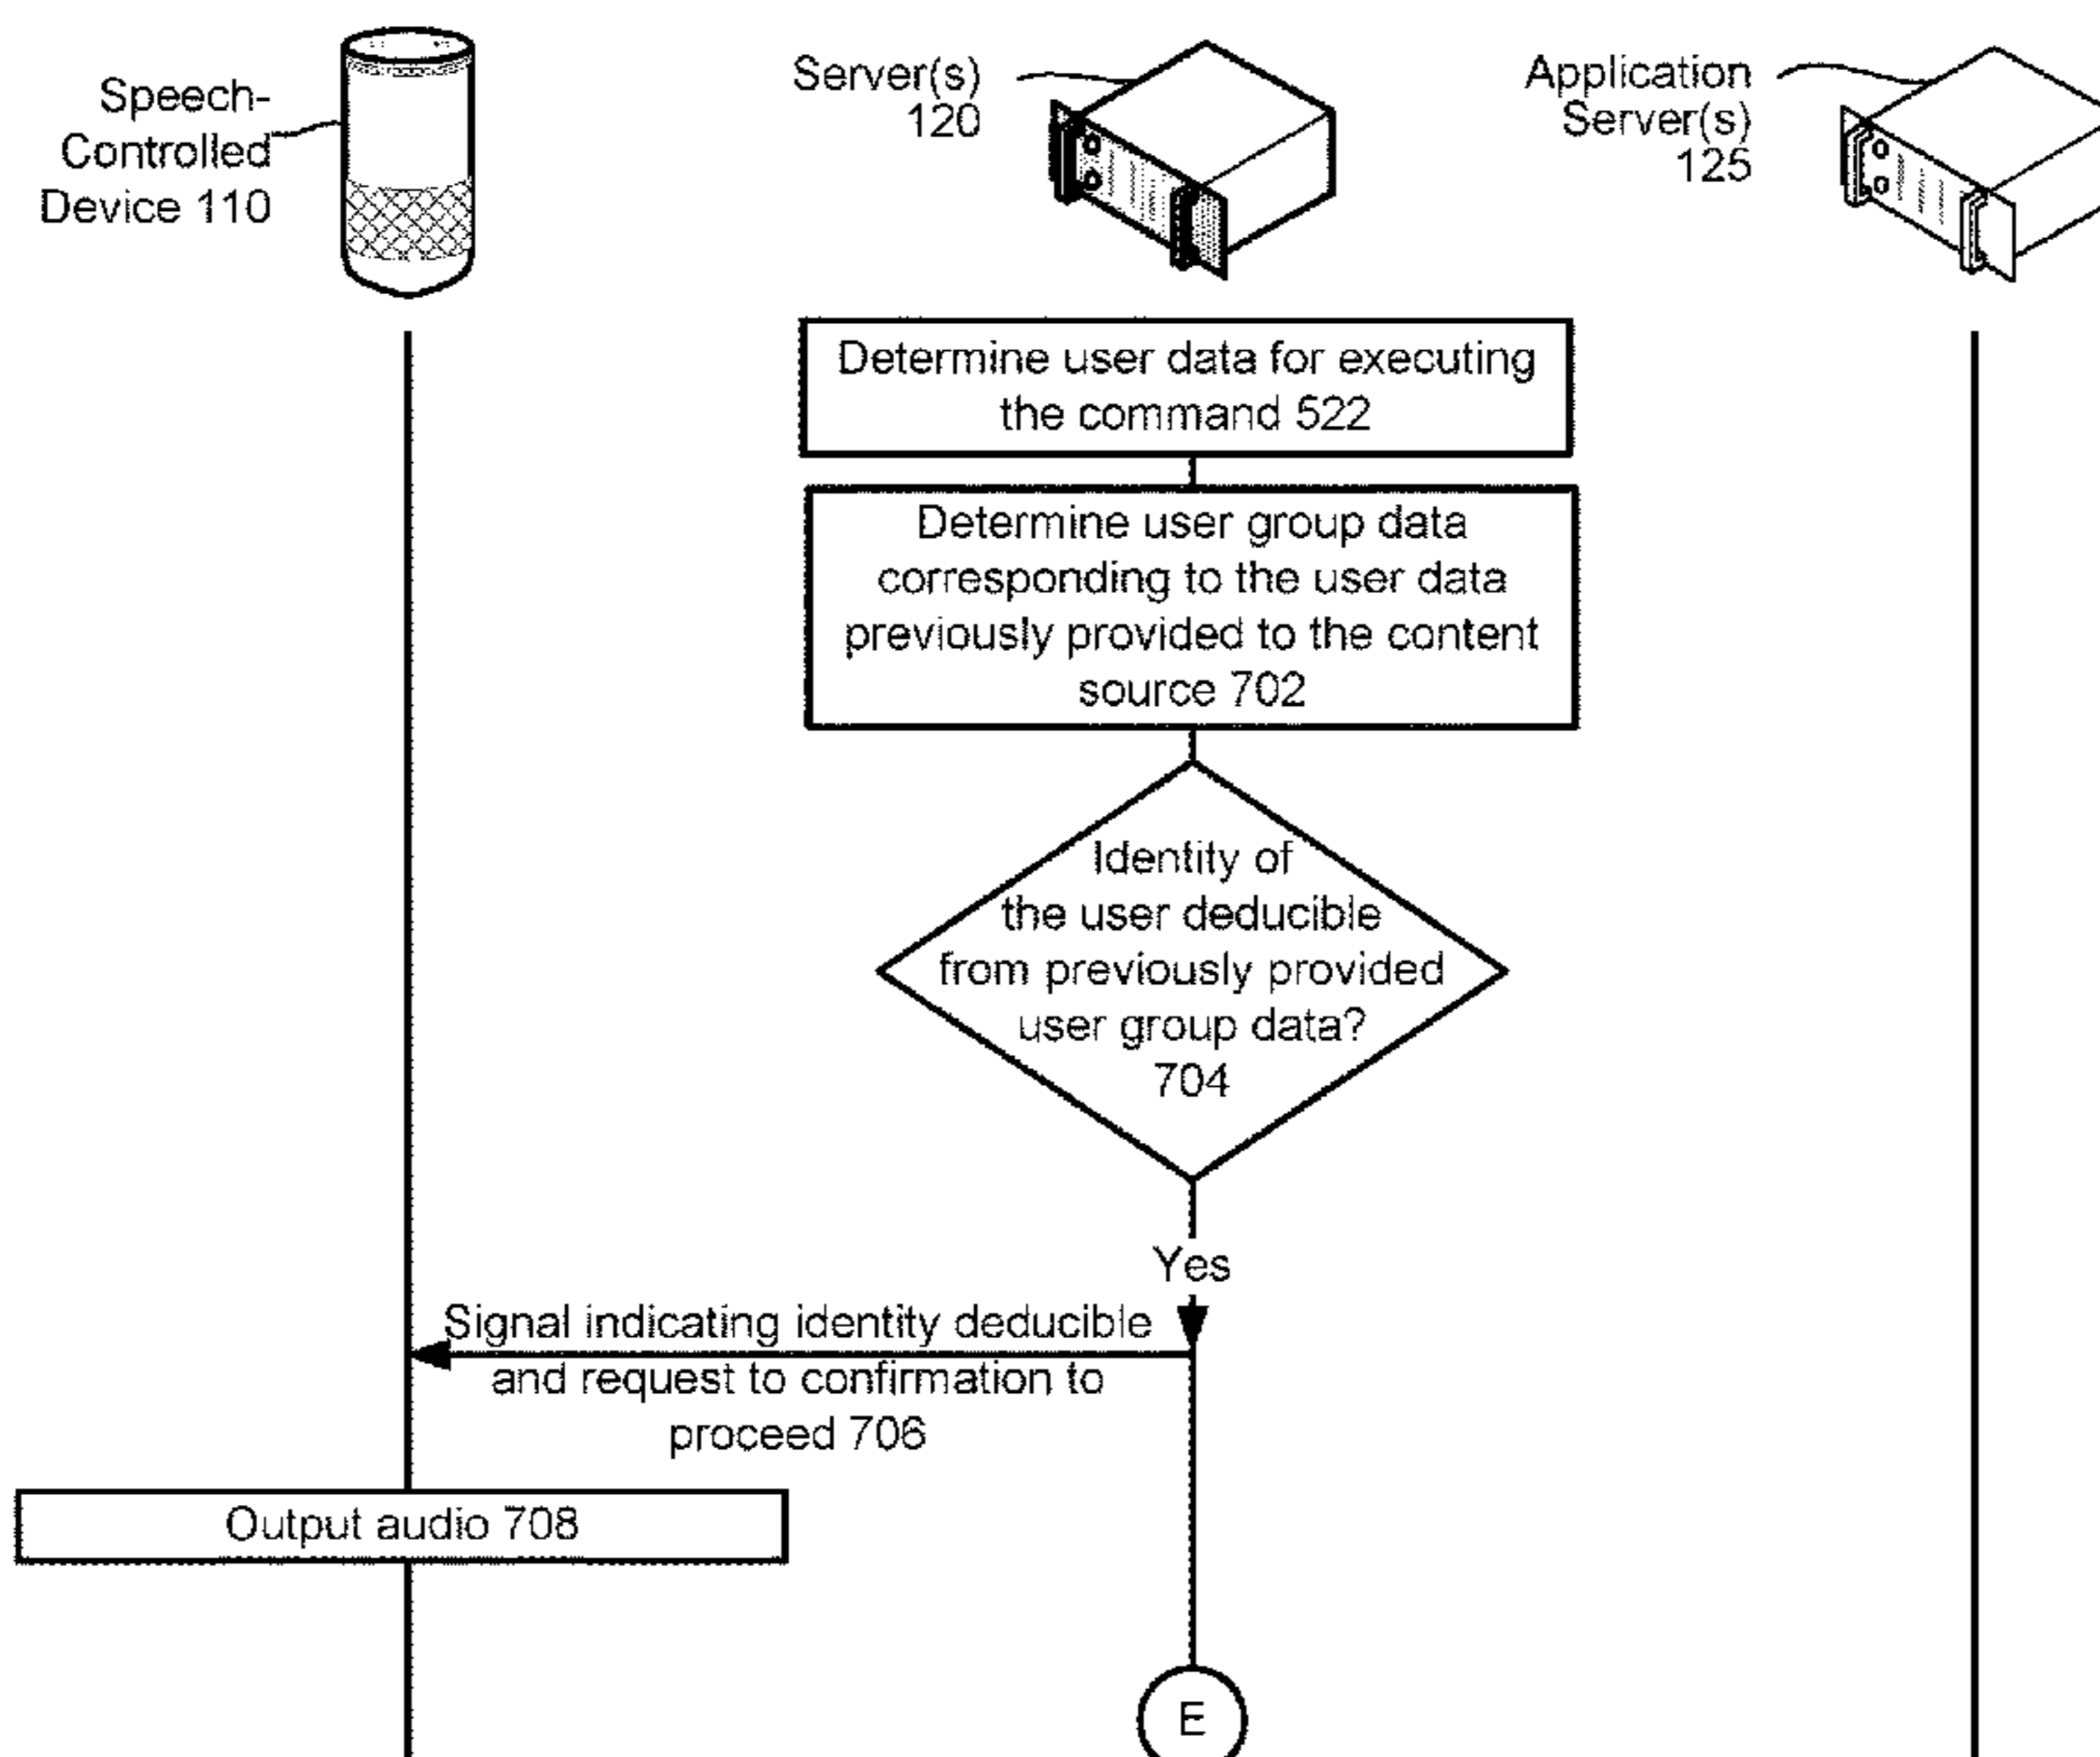 Speech-
Controlled
Device 110
Server(s)
120
Application
Server(s)
125
Determine user data for executing
the command 522
Determine user group data
corresponding to the user data
previously provided to the content
source 702
Identity of
the user deducible
from previously provided
user group data?
704
Yes
Signal indicating identity deducible
and request to confirmation to
proceed 706
Output audio 708
E